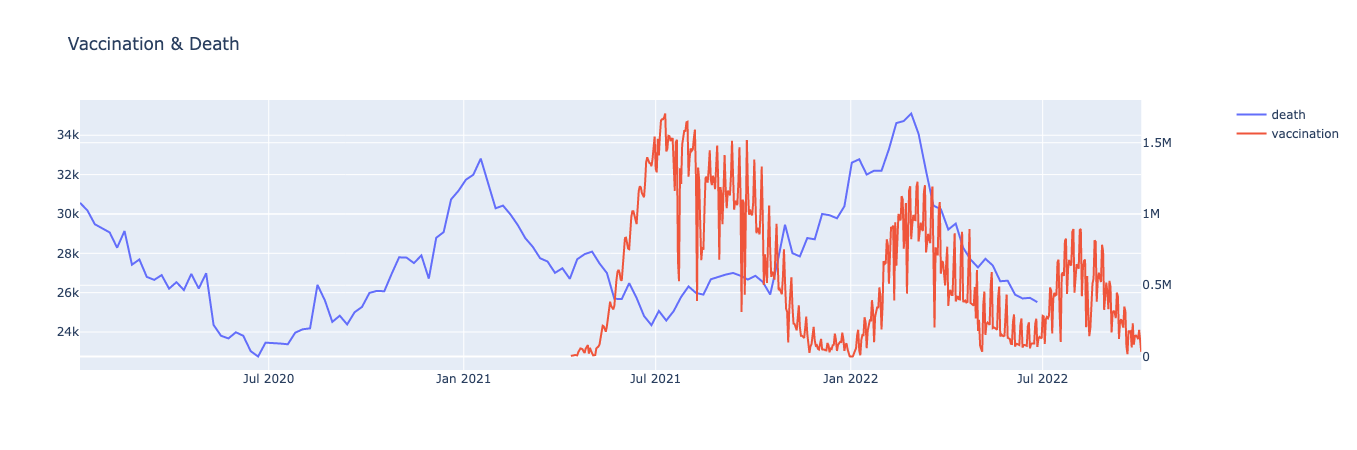 Vaccination & Death
death
vaccination
34k
32k
30k
28k
26k
24k
1.5M
1M
0.5M
0
Jul 2020
Jan 2021
Jul 2021
Jan 2022
Jul 2022